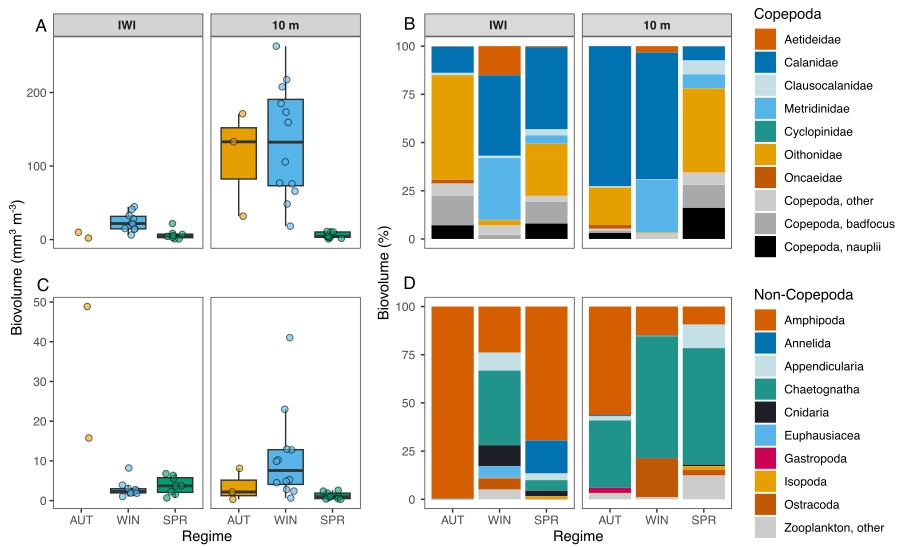 A
IWI
10 m
B
IWI
10 m
Copepoda
Aetideidae
Calanidae
Clausocalanidae
Metridinidae
Cyclopinidae
Oithonidae
Oncaeidae
Copepoda, other
Copepoda, badfocus
Copepoda, nauplii
200
100
0
100
75
50
25
0
Biovolume (mm³ m⁻³)
Biovolume (%)
C
D
50
40
30
20
10
0
100
75
50
25
0
Non-Copepoda
Amphipoda
Annelida
Appendicularia
Chaetognatha
Cnidaria
Euphausiacea
Gastropoda
Isopoda
Ostracoda
Zooplankton, other
AUT WIN SPR AUT WIN SPR
AUT WIN SPR AUT WIN SPR
Regime
Regime